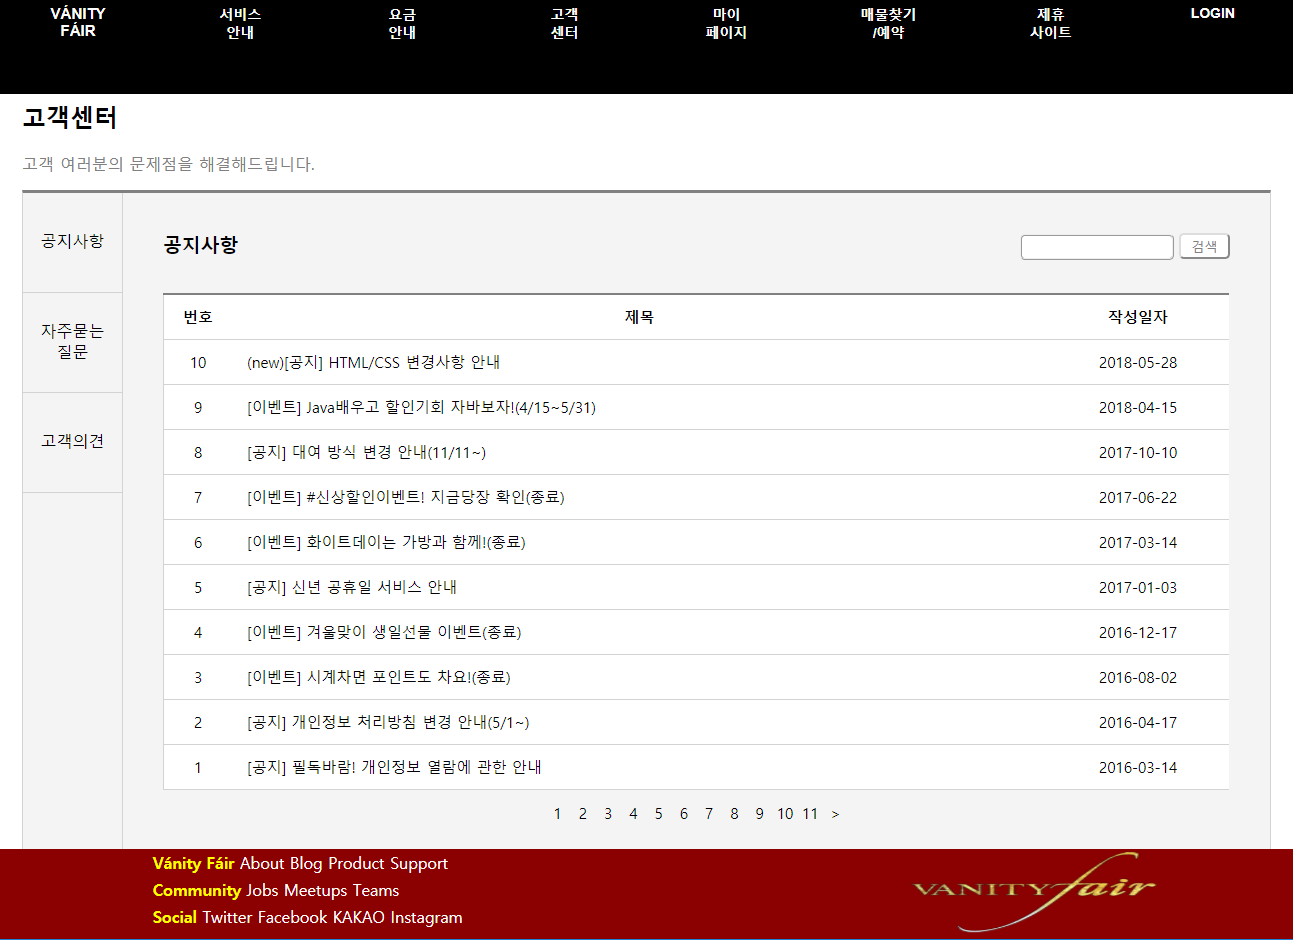 VÁNITY
FÁIR
서비스
안내
요금
안내
고객
센터
마이
페이지
매물찾기
/예약
제휴
사이트
LOGIN
고객센터
고객 여러분의 문제점을 해결해드립니다.
공지사항
자주묻는
질문
고객의견
공지사항
검색
번호 제목 작성일자
10 (new)[공지] HTML/CSS 변경사항 안내 2018-05-28
9 [이벤트] Java배우고 할인기회 자바보자!(4/15~5/31) 2018-04-15
8 [공지] 대여 방식 변경 안내(11/11~) 2017-10-10
7 [이벤트] #신상할인이벤트! 지금당장 확인(종료) 2017-06-22
6 [이벤트] 화이트데이는 가방과 함께!(종료) 2017-03-14
5 [공지] 신년 공휴일 서비스 안내 2017-01-03
4 [이벤트] 겨울맞이 생일선물 이벤트(종료) 2016-12-17
3 [이벤트] 시계차면 포인트도 차요!(종료) 2016-08-02
2 [공지] 개인정보 처리방침 변경 안내(5/1~) 2016-04-17
1 [공지] 필독바람! 개인정보 열람에 관한 안내 2016-03-14
1 2 3 4 5 6 7 8 9 10 11 >
Vánity Fáir About Blog Product Support
Community Jobs Meetups Teams
Social Twitter Facebook KAKAO Instagram
VANITY fair